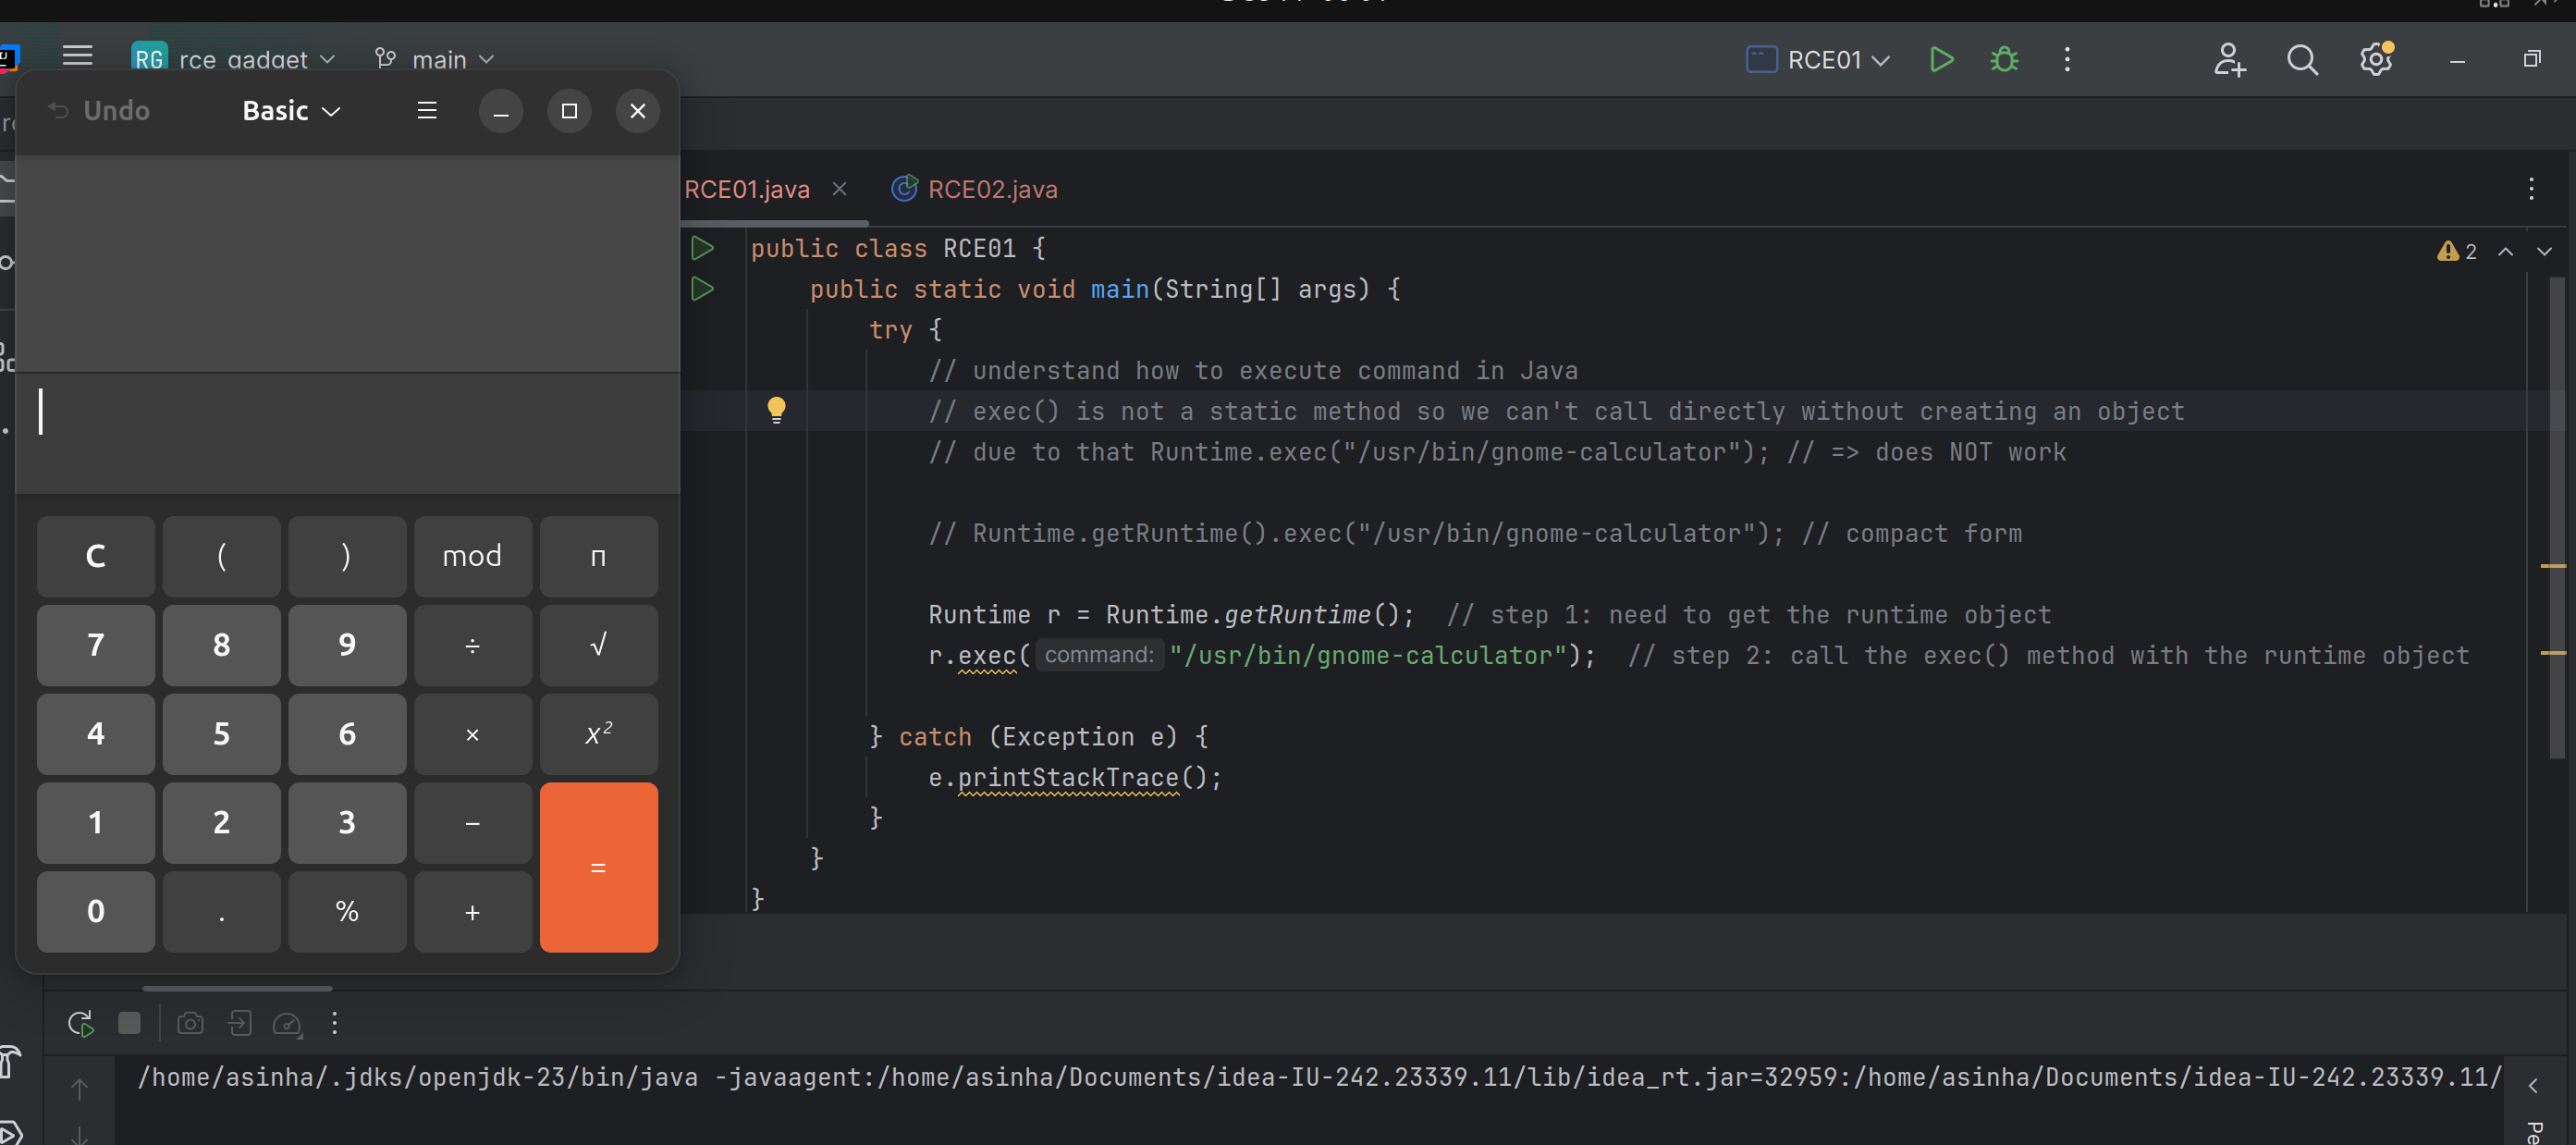 RG rce_gadget main RCE01
Undo Basic
RCE01.java RCE02.java
public class RCE01 {
2
public static void main(String[] args) {
try {
// understand how to execute command in Java
// exec() is not a static method so we can't call directly without creating an object
// due to that Runtime.exec("/usr/bin/gnome-calculator"); // => does NOT work
// Runtime.getRuntime().exec("/usr/bin/gnome-calculator"); // compact form
Runtime r = Runtime.getRuntime(); // step 1: need to get the runtime object
r.exec( command: "/usr/bin/gnome-calculator"); // step 2: call the exec() method with the runtime object
} catch (Exception e) {
e.printStackTrace();
}
}
}
C ( ) mod π
7 8 9 ÷ √
4 5 6 × x²
1 2 3 − =
0 . % +
/home/asinha/.jdks/openjdk-23/bin/java -javaagent:/home/asinha/Documents/idea-IU-242.23339.11/lib/idea_rt.jar=32959:/home/asinha/Documents/idea-IU-242.23339.11/